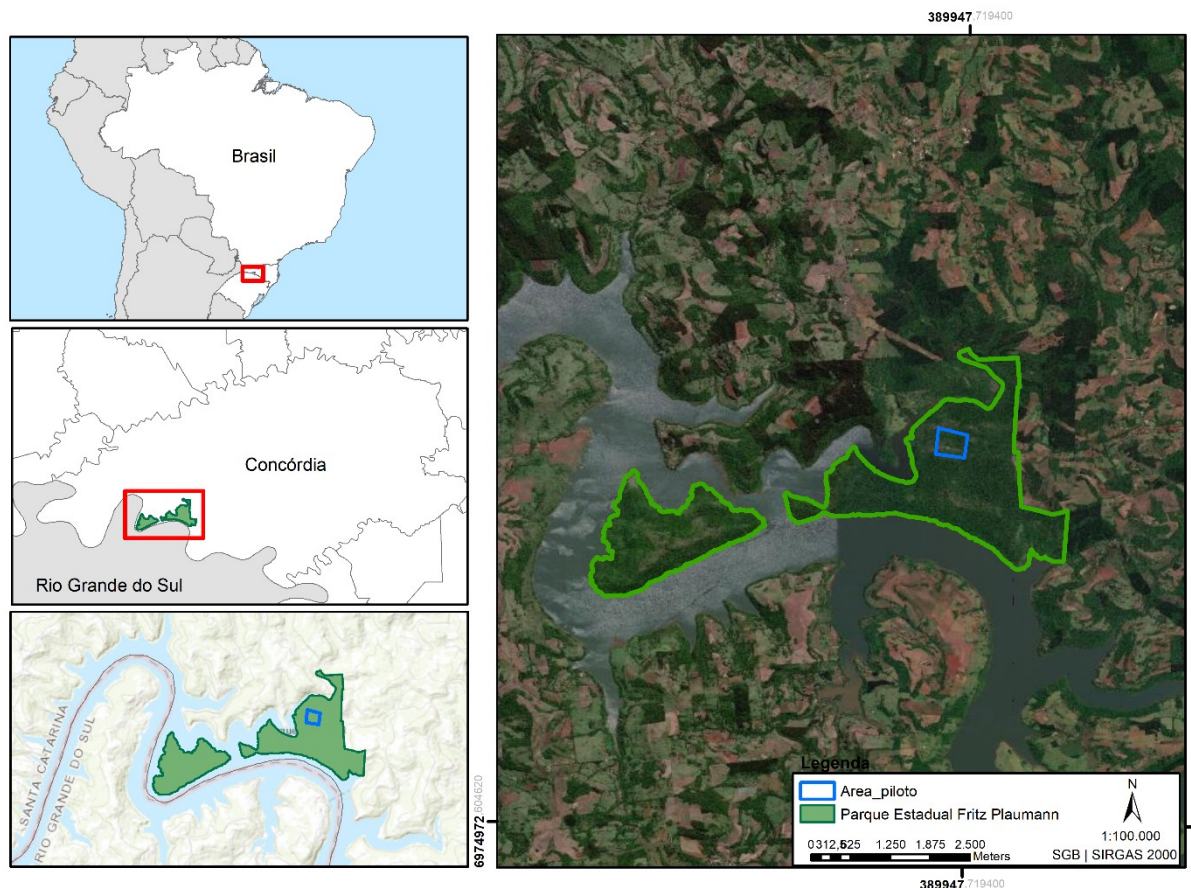 389947,719400
Brasil
Concórdia
Rio Grande do Sul
SANTA CATARINA
RIO GRANDE DO SUL
6974972,604620
Legenda
Area_piloto
Parque Estadual Fritz Plaumann
N
1:100.000
0 312,5 625 1.250 1.875 2.500
Meters
SGB | SIRGAS 2000
389947,719400